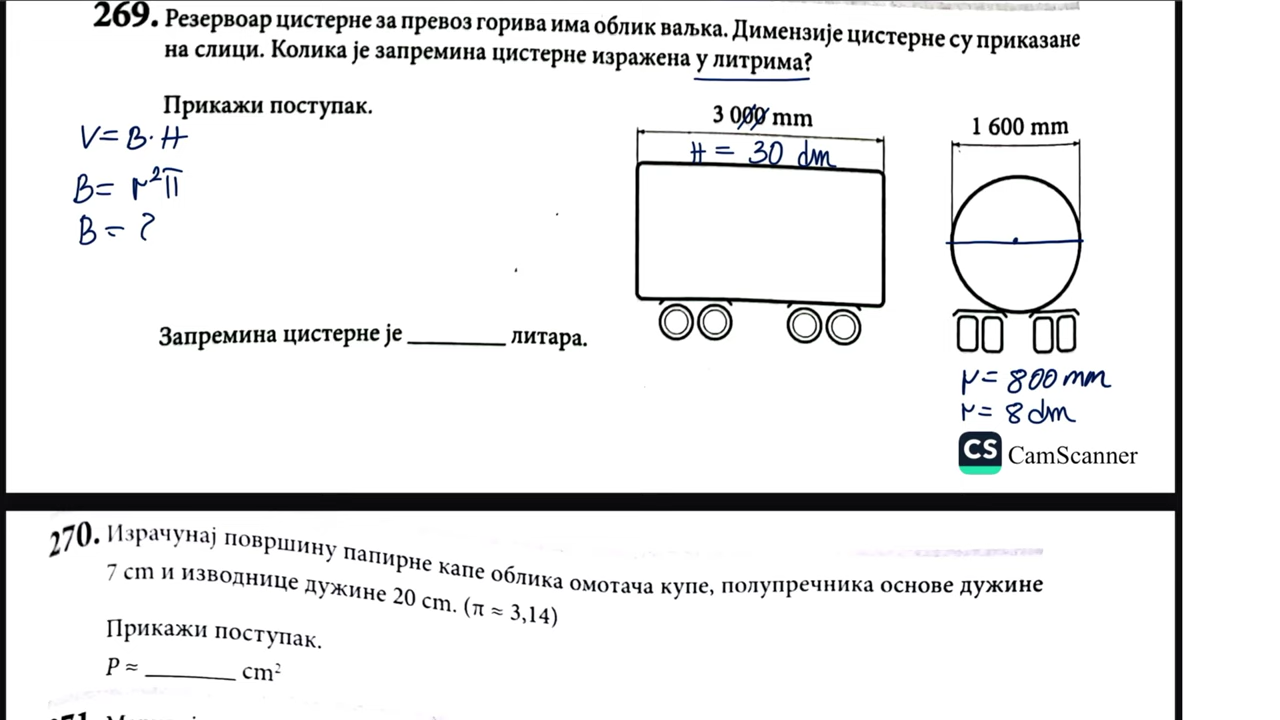 269. Резервоар цистерне за превоз горива има облик ваљка. Димензије цистерне су приказане
на слици. Колика је запремина цистерне изражена у литрима?
Прикажи поступак.
V = B · H
B = r²π
B = ?
3 000 mm
H = 30 dm
1 600 mm
Запремина цистерне је ________ литара.
r = 800 mm
r = 8 dm
CS CamScanner
270. Израчунај површину папирне капе облика омотача купе, полупречника основе дужине
7 cm и изводнице дужине 20 cm. (π ≈ 3,14)
Прикажи поступак.
P ≈ ________ cm²